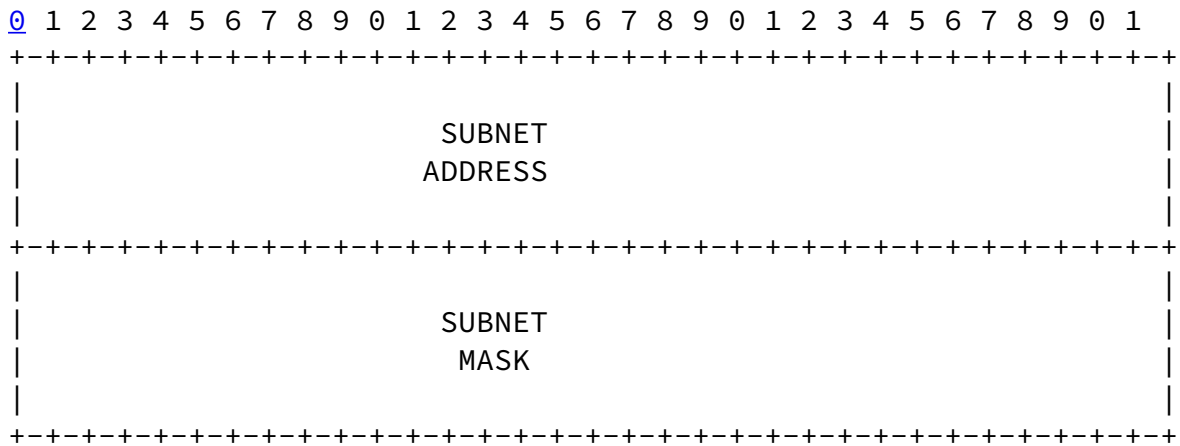 0 1 2 3 4 5 6 7 8 9 0 1 2 3 4 5 6 7 8 9 0 1 2 3 4 5 6 7 8 9 0 1
+-+-+-+-+-+-+-+-+-+-+-+-+-+-+-+-+-+-+-+-+-+-+-+-+-+-+-+-+-+-+-+-+
|                                                               |
|                       SUBNET                                  |
|                      ADDRESS                                  |
|                                                               |
+-+-+-+-+-+-+-+-+-+-+-+-+-+-+-+-+-+-+-+-+-+-+-+-+-+-+-+-+-+-+-+-+
|                                                               |
|                       SUBNET                                  |
|                        MASK                                   |
|                                                               |
+-+-+-+-+-+-+-+-+-+-+-+-+-+-+-+-+-+-+-+-+-+-+-+-+-+-+-+-+-+-+-+-+